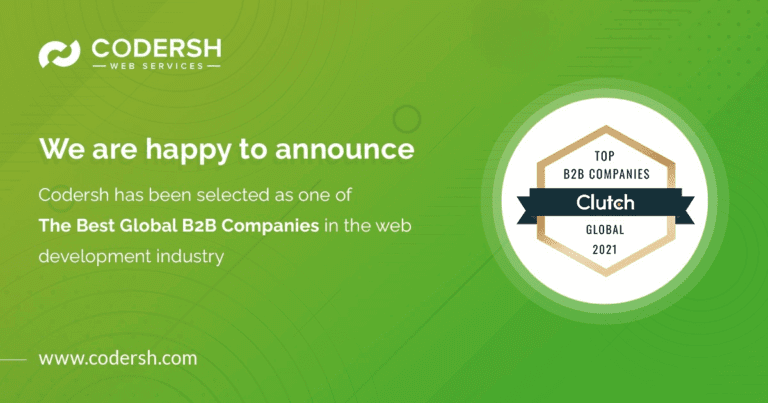 CODERSH
WEB SERVICES
We are happy to announce
Codersh has been selected as one of
The Best Global B2B Companies in the web
development industry
www.codersh.com
TOP
B2B COMPANIES
Clutch
GLOBAL
2021